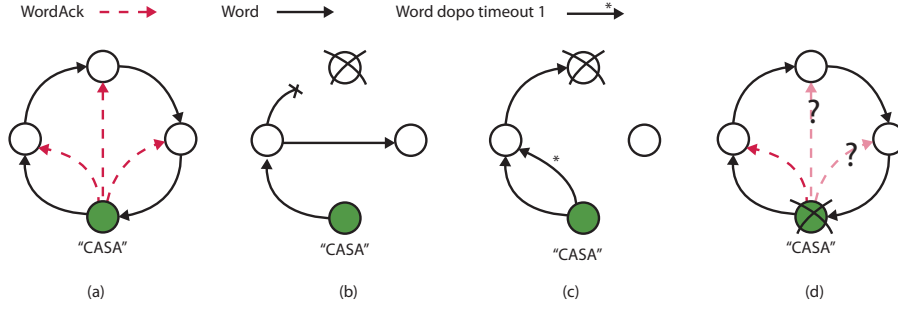 WordAck Word Word dopo timeout 1 *
? ?
*
“CASA” “CASA” “CASA” “CASA”
(a) (b) (c) (d)